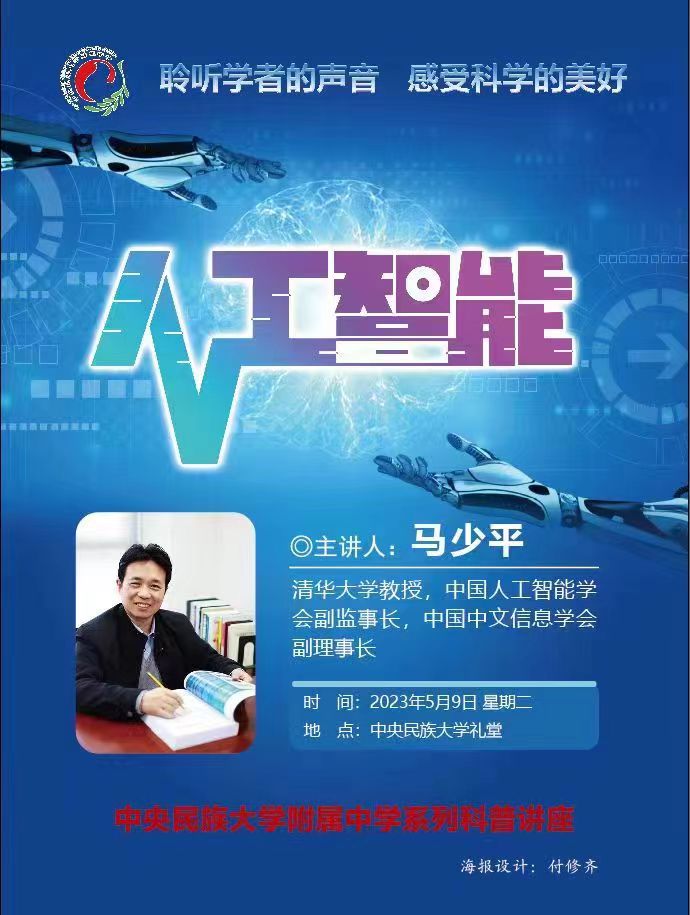 聆听学者的声音 感受科学的美好
人工智能
◎主讲人：马少平
清华大学教授，中国人工智能学
会副监事长，中国中文信息学会
副理事长
时 间：2023年5月9日 星期二
地 点：中央民族大学礼堂
中央民族大学附属中学系列科普讲座
海报设计：付修齐